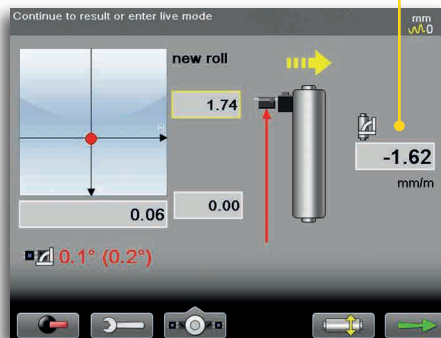 Continue to result or enter live mode
mm
0
new roll
1.74
-1.62
mm/m
0.06
0.00
0.1° (0.2°)